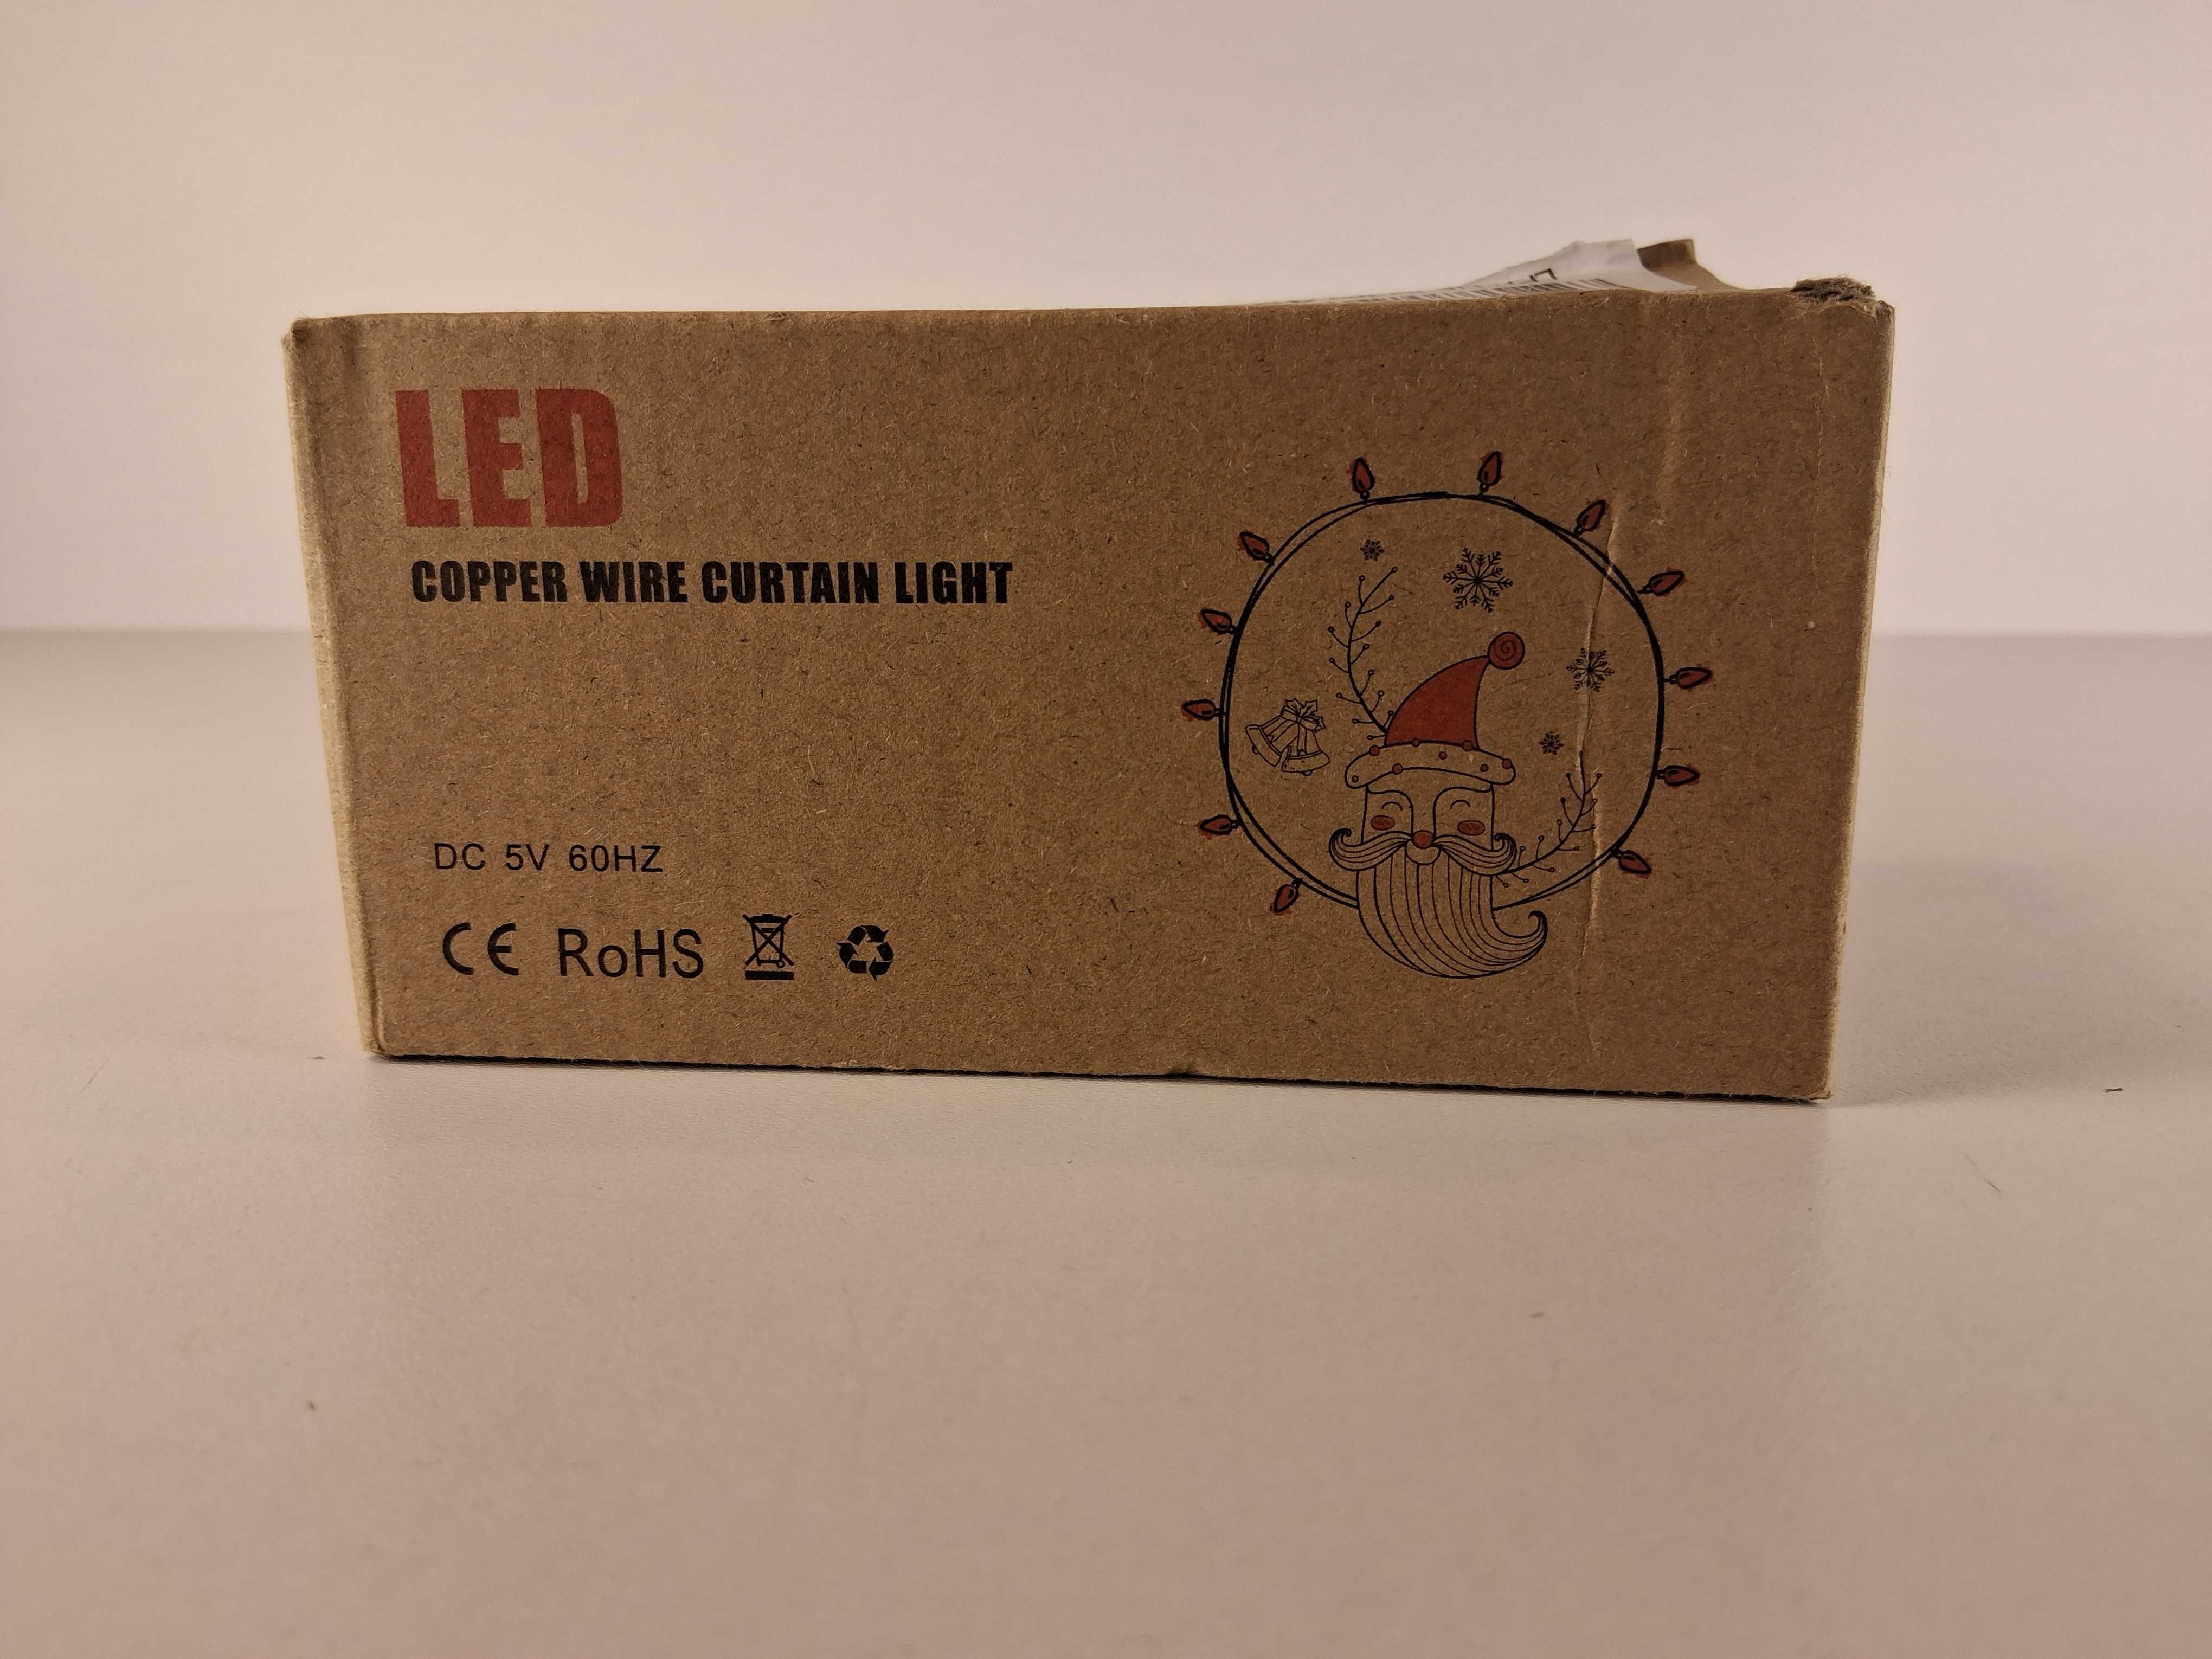 LED
COPPER WIRE CURTAIN LIGHT
DC 5V 60HZ
CE RoHS